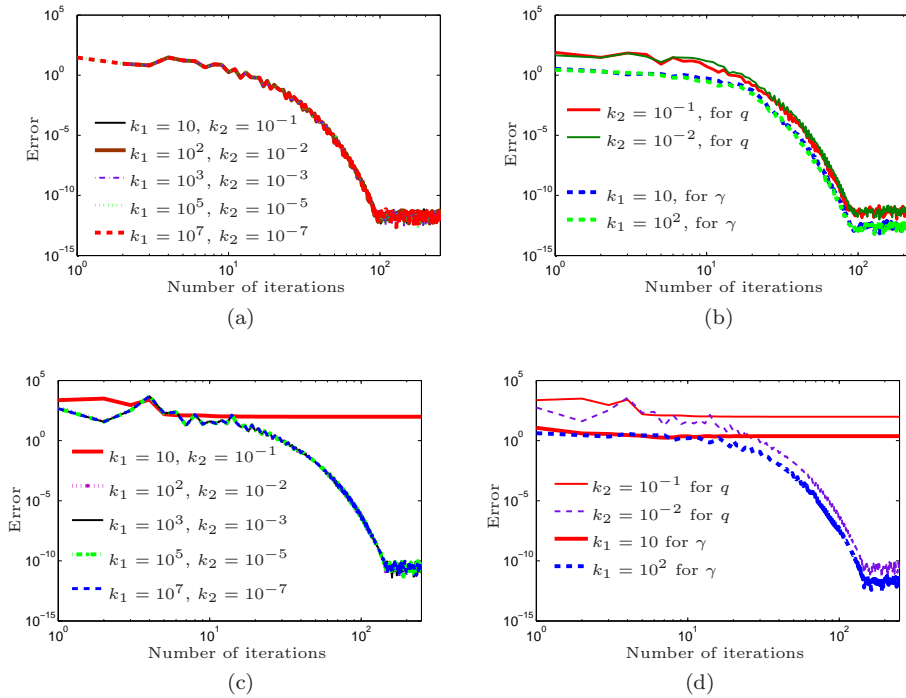 10^5
10^0
10^{-5}
10^{-10}
10^{-15}
Error
k_1 = 10, k_2 = 10^{-1}
k_1 = 10^2, k_2 = 10^{-2}
k_1 = 10^3, k_2 = 10^{-3}
k_1 = 10^5, k_2 = 10^{-5}
k_1 = 10^7, k_2 = 10^{-7}
10^0
10^1
10^2
Number of iterations
(a)
10^5
10^0
10^{-5}
10^{-10}
10^{-15}
Error
k_2 = 10^{-1}, for q
k_2 = 10^{-2}, for q
k_1 = 10, for γ
k_1 = 10^2, for γ
10^0
10^1
10^2
Number of iterations
(b)
10^5
10^0
10^{-5}
10^{-10}
10^{-15}
Error
k_1 = 10, k_2 = 10^{-1}
k_1 = 10^2, k_2 = 10^{-2}
k_1 = 10^3, k_2 = 10^{-3}
k_1 = 10^5, k_2 = 10^{-5}
k_1 = 10^7, k_2 = 10^{-7}
10^0
10^1
10^2
Number of iterations
(c)
10^5
10^0
10^{-5}
10^{-10}
10^{-15}
Error
k_2 = 10^{-1} for q
k_2 = 10^{-2} for q
k_1 = 10 for γ
k_1 = 10^2 for γ
10^0
10^1
10^2
Number of iterations
(d)